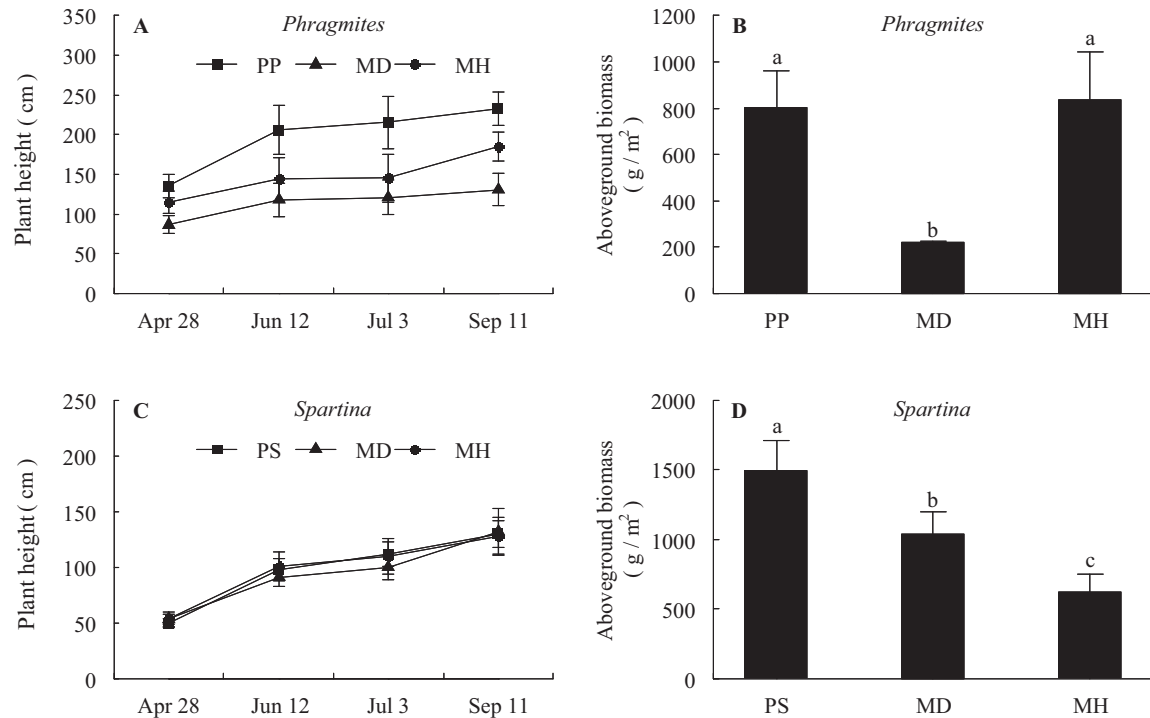 A Phragmites
PP MD MH
Plant height ( cm )
350
300
250
200
150
100
50
0
Apr 28 Jun 12 Jul 3 Sep 11
B Phragmites
Aboveground biomass
( g / m² )
1200
1000
800
600
400
200
0
a b a
PP MD MH
C Spartina
PS MD MH
Plant height ( cm )
250
200
150
100
50
0
Apr 28 Jun 12 Jul 3 Sep 11
D Spartina
Aboveground biomass
( g / m² )
2000
1500
1000
500
0
a b c
PS MD MH